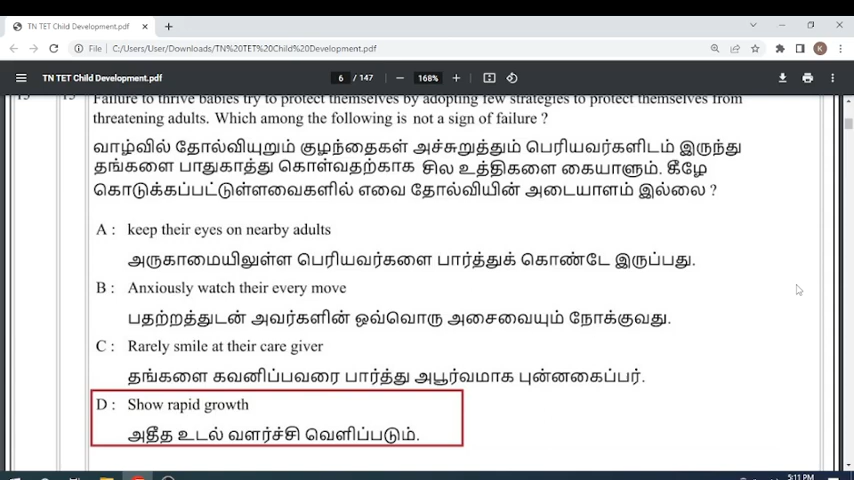 TN TET Child Development.pdf
File
C:/Users/User/Downloads/TN%20TET%20Child%20Development.pdf
K
TN TET Child Development.pdf
6 / 147
168%
Failure to thrive babies try to protect themselves by adopting few strategies to protect themselves from
threatening adults. Which among the following is not a sign of failure ?
வாழ்வில் தோல்வியுறும் குழந்தைகள் அச்சுறுத்தும் பெரியவர்களிடம் இருந்து
தங்களை பாதுகாத்து கொள்வதற்காக சில உத்திகளை கையாளும். கீழே
கொடுக்கப்பட்டுள்ளவைகளில் எவை தோல்வியின் அடையாளம் இல்லை ?
A : keep their eyes on nearby adults
அருகாமையிலுள்ள பெரியவர்களை பார்த்துக் கொண்டே இருப்பது.
B : Anxiously watch their every move
பதற்றத்துடன் அவர்களின் ஒவ்வொரு அசைவையும் நோக்குவது.
C : Rarely smile at their care giver
தங்களை கவனிப்பவரை பார்த்து அபூர்வமாக புன்னகைப்பர்.
D : Show rapid growth
அதீத உடல் வளர்ச்சி வெளிப்படும்.
5:11 PM